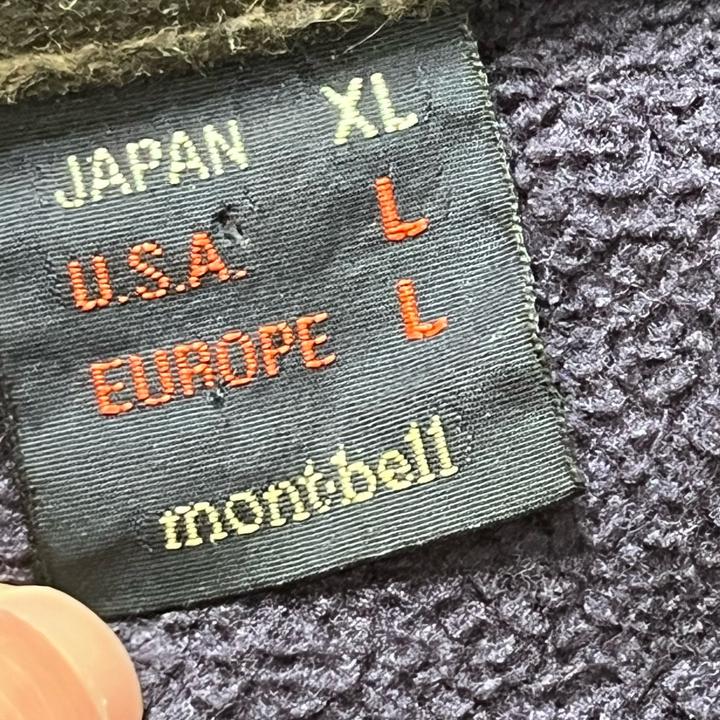 JAPAN XL
U.S.A. L
EUROPE L
mont-bell